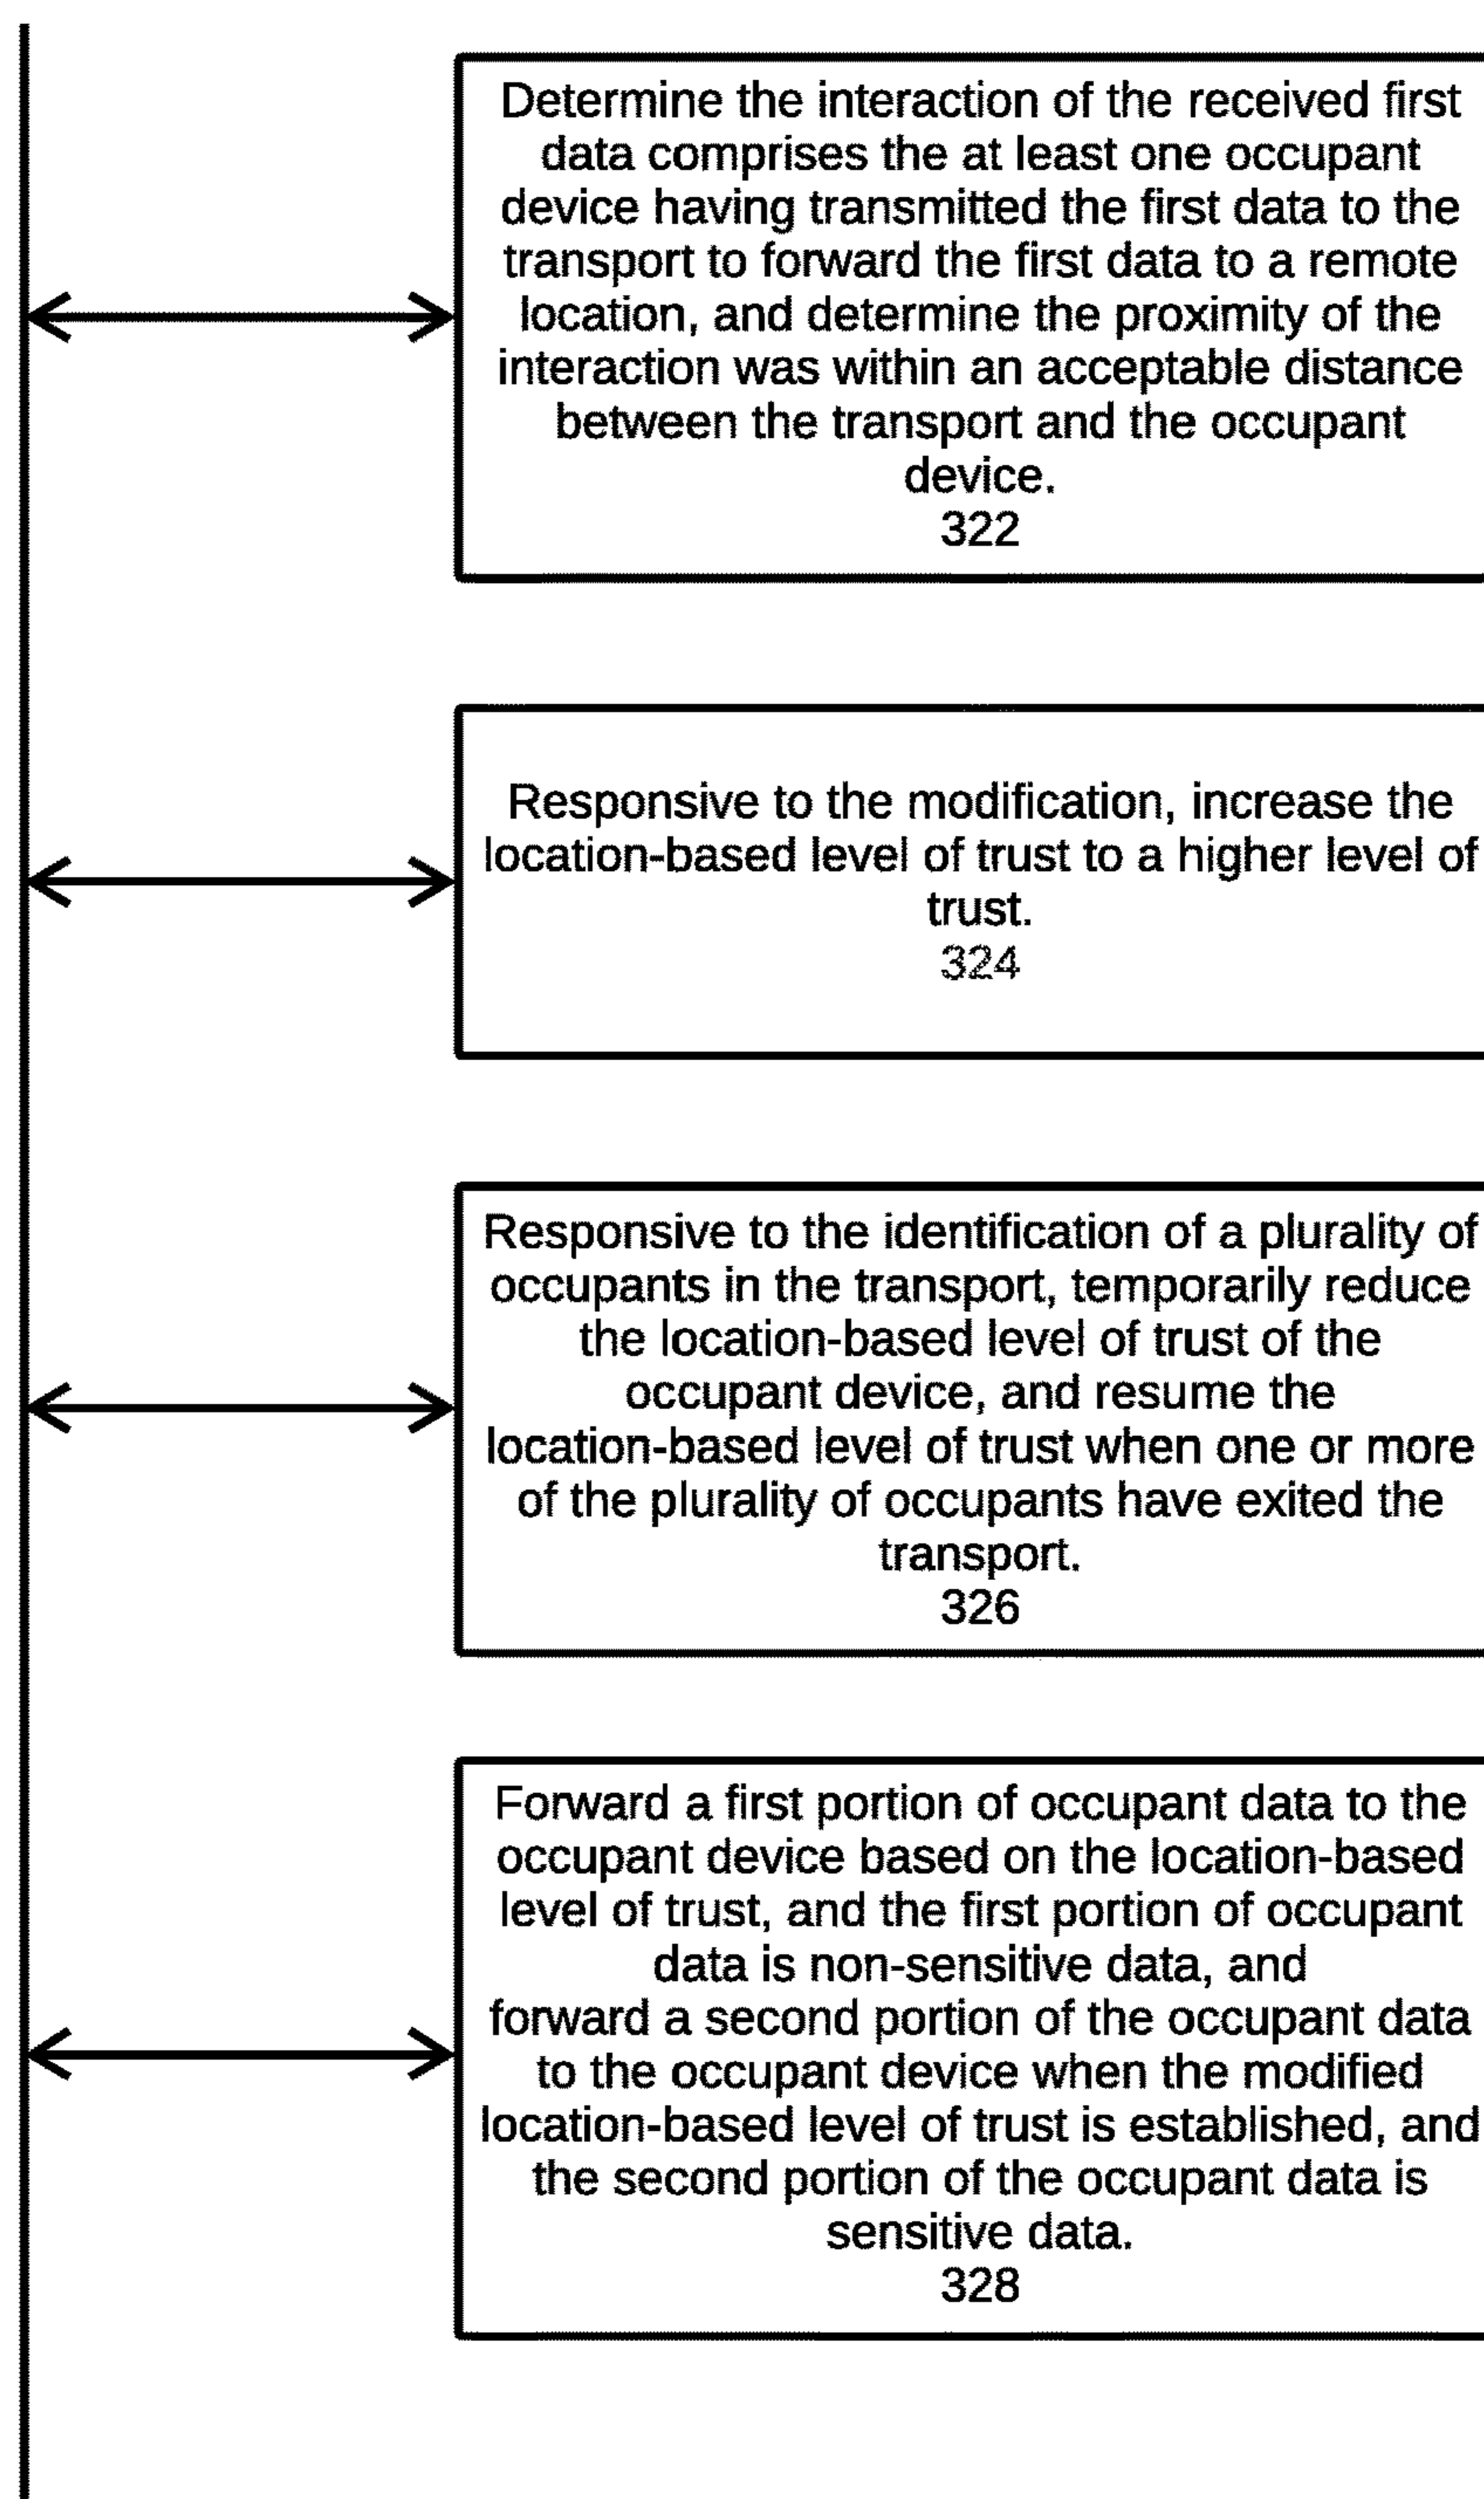 Determine the interaction of the received first
data comprises the at least one occupant
device having transmitted the first data to the
transport to forward the first data to a remote
location, and determine the proximity of the
interaction was within an acceptable distance
between the transport and the occupant
device.
322
Responsive to the modification, increase the
location-based level of trust to a higher level of
trust.
324
Responsive to the identification of a plurality of
occupants in the transport, temporarily reduce
the location-based level of trust of the
occupant device, and resume the
location-based level of trust when one or more
of the plurality of occupants have exited the
transport.
326
Forward a first portion of occupant data to the
occupant device based on the location-based
level of trust, and the first portion of occupant
data is non-sensitive data, and
forward a second portion of the occupant data
to the occupant device when the modified
location-based level of trust is established, and
the second portion of the occupant data is
sensitive data.
328